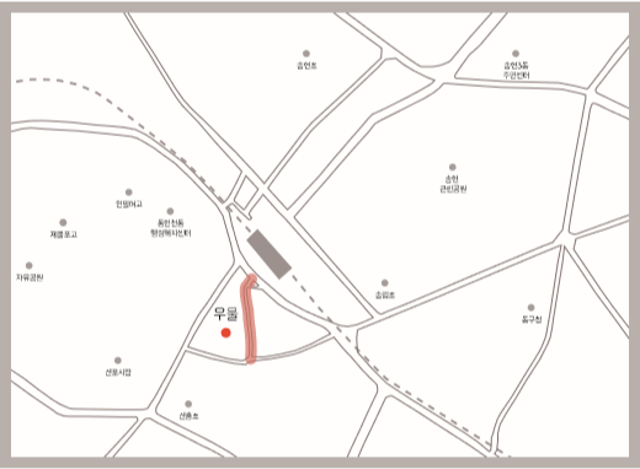 송현초
송현3동
주민센터
송현
근린공원
인일여고
동인천동
행정복지센터
제물포고
자유공원
송림초
우물
동구청
신포시장
신흥초